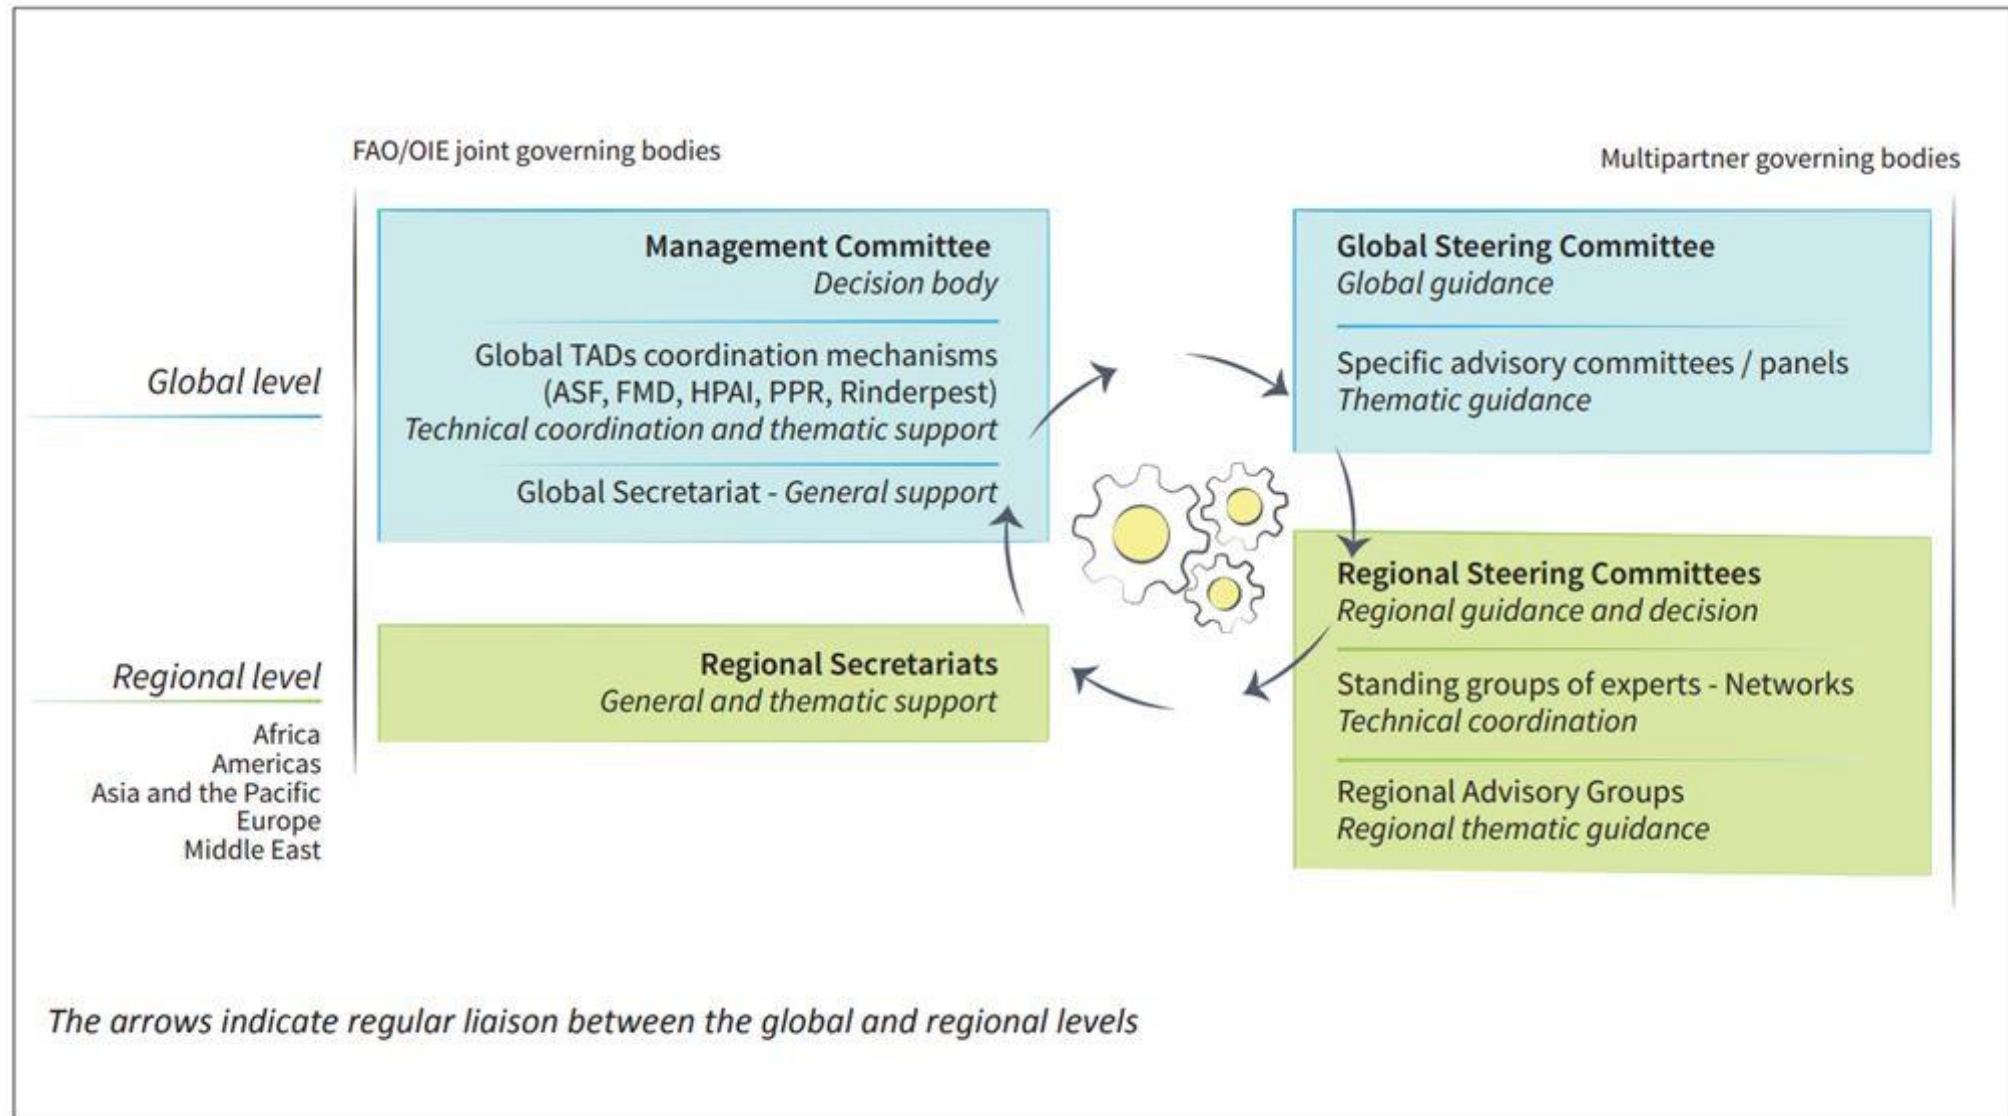 FAO/OIE joint governing bodies
Multipartner governing bodies
Global level
Management Committee
Decision body
Global TADs coordination mechanisms
(ASF, FMD, HPAI, PPR, Rinderpest)
Technical coordination and thematic support
Global Secretariat - General support
Global Steering Committee
Global guidance
Specific advisory committees / panels
Thematic guidance
Regional level
Africa
Americas
Asia and the Pacific
Europe
Middle East
Regional Secretariats
General and thematic support
Regional Steering Committees
Regional guidance and decision
Standing groups of experts - Networks
Technical coordination
Regional Advisory Groups
Regional thematic guidance
The arrows indicate regular liaison between the global and regional levels